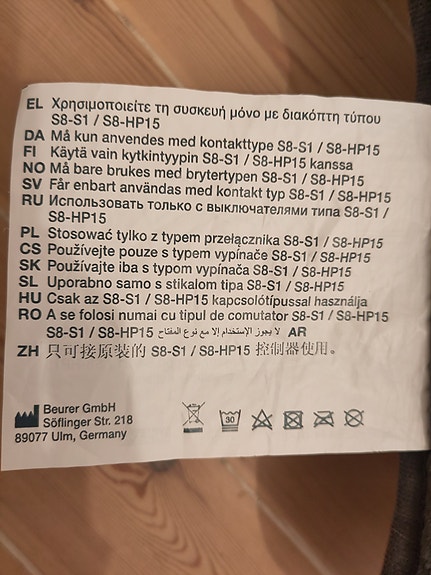 EL Χρησιμοποιείτε τη συσκευή μόνο με διακόπτη τύπου
S8-S1 / S8-HP15
DA Må kun anvendes med kontakttype S8-S1 / S8-HP15
FI Käytä vain kytkintyypin S8-S1 / S8-HP15 kanssa
NO Må bare brukes med brytertypen S8-S1 / S8-HP15
SV Får enbart användas med kontakt typ S8-S1 / S8-HP15
RU Использовать только с выключателями типа S8-S1 /
S8-HP15
PL Stosować tylko z typem przełącznika S8-S1 / S8-HP15
CS Používejte pouze s typem vypínače S8-S1 / S8-HP15
SK Používajte iba s typom vypínača S8-S1 / S8-HP15
SL Uporabno samo s stikalom tipa S8-S1 / S8-HP15
HU Csak az S8-S1 / S8-HP15 kapcsolótípussal használja
RO A se folosi numai cu tipul de comutator S8-S1 / S8-HP15
S8-S1 / S8-HP15 لا يجوز الإستخدام إلا مع نوع المفتاح AR
ZH 只可接原装的 S8-S1 / S8-HP15 控制器使用。
Beurer GmbH
Söflinger Str. 218
89077 Ulm, Germany
30